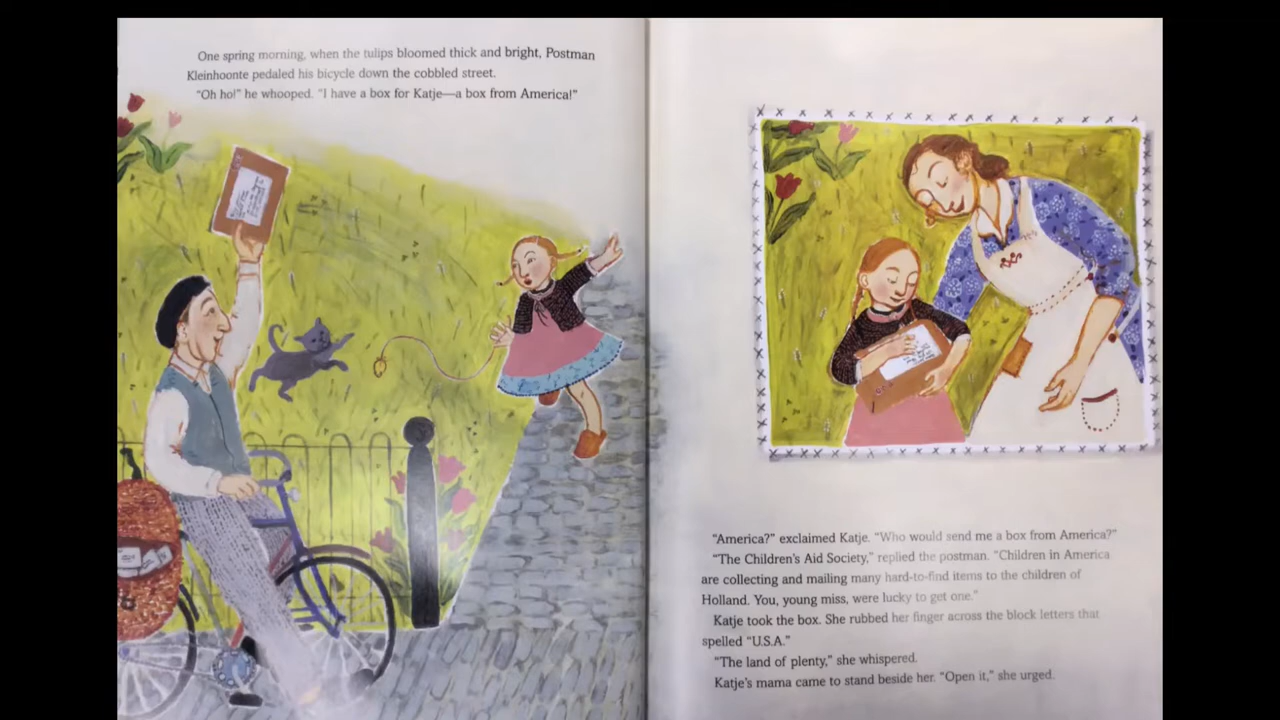 One spring morning, when the tulips bloomed thick and bright, Postman
Kleinhoonte pedaled his bicycle down the cobbled street.
"Oh ho!" he whooped. "I have a box for Katje—a box from America!"
"America?" exclaimed Katje. "Who would send me a box from America?"
"The Children's Aid Society," replied the postman. "Children in America
are collecting and mailing many hard-to-find items to the children of
Holland. You, young miss, were lucky to get one."
Katje took the box. She rubbed her finger across the block letters that
spelled "U.S.A."
"The land of plenty," she whispered.
Katje's mama came to stand beside her. "Open it," she urged.